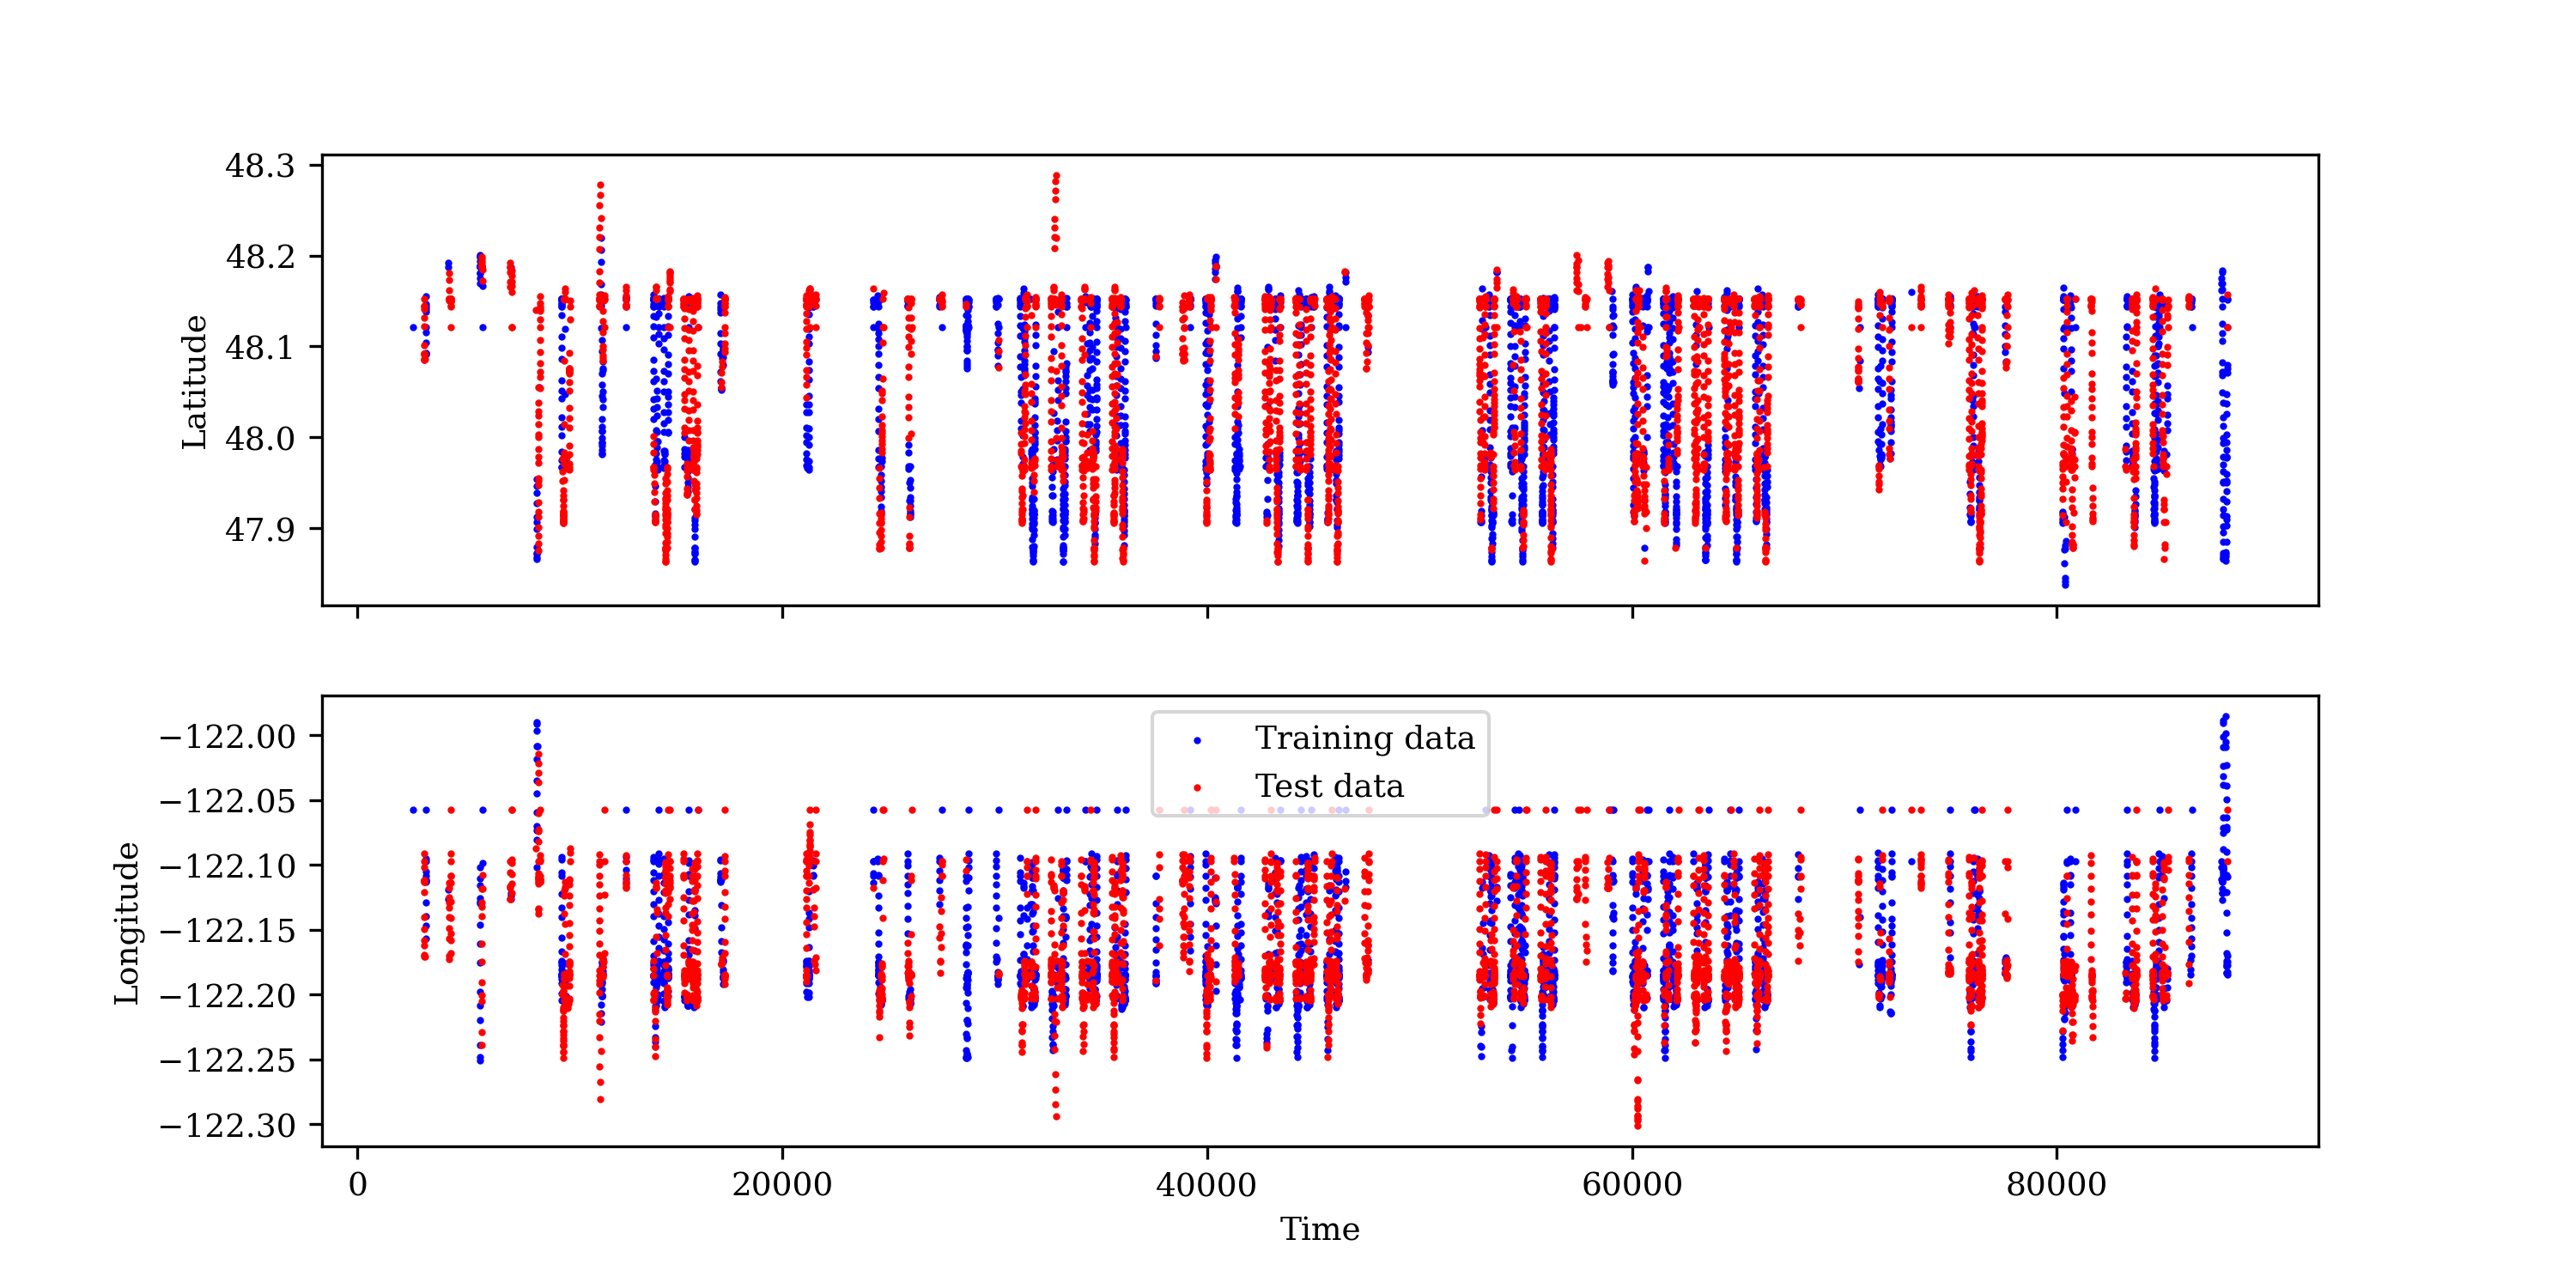 48.3
48.2
48.1
48.0
47.9
Latitude
−122.00
−122.05
−122.10
−122.15
−122.20
−122.25
−122.30
Longitude
Training data
Test data
0 20000 40000 60000 80000
Time